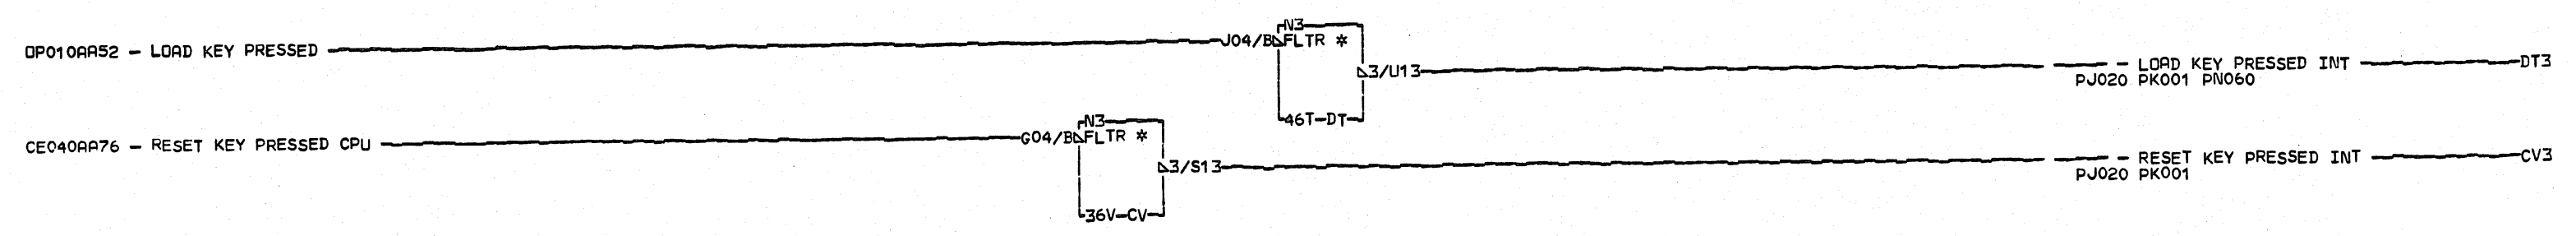 N3
OP010AA52 – LOAD KEY PRESSED J04/B FLTR *
3/U13 – LOAD KEY PRESSED INT DT3
PJ020 PK001 PN060
46T–DT
N3
CE040AA76 – RESET KEY PRESSED CPU G04/B FLTR *
3/S13 – RESET KEY PRESSED INT CV3
PJ020 PK001
36V–CV